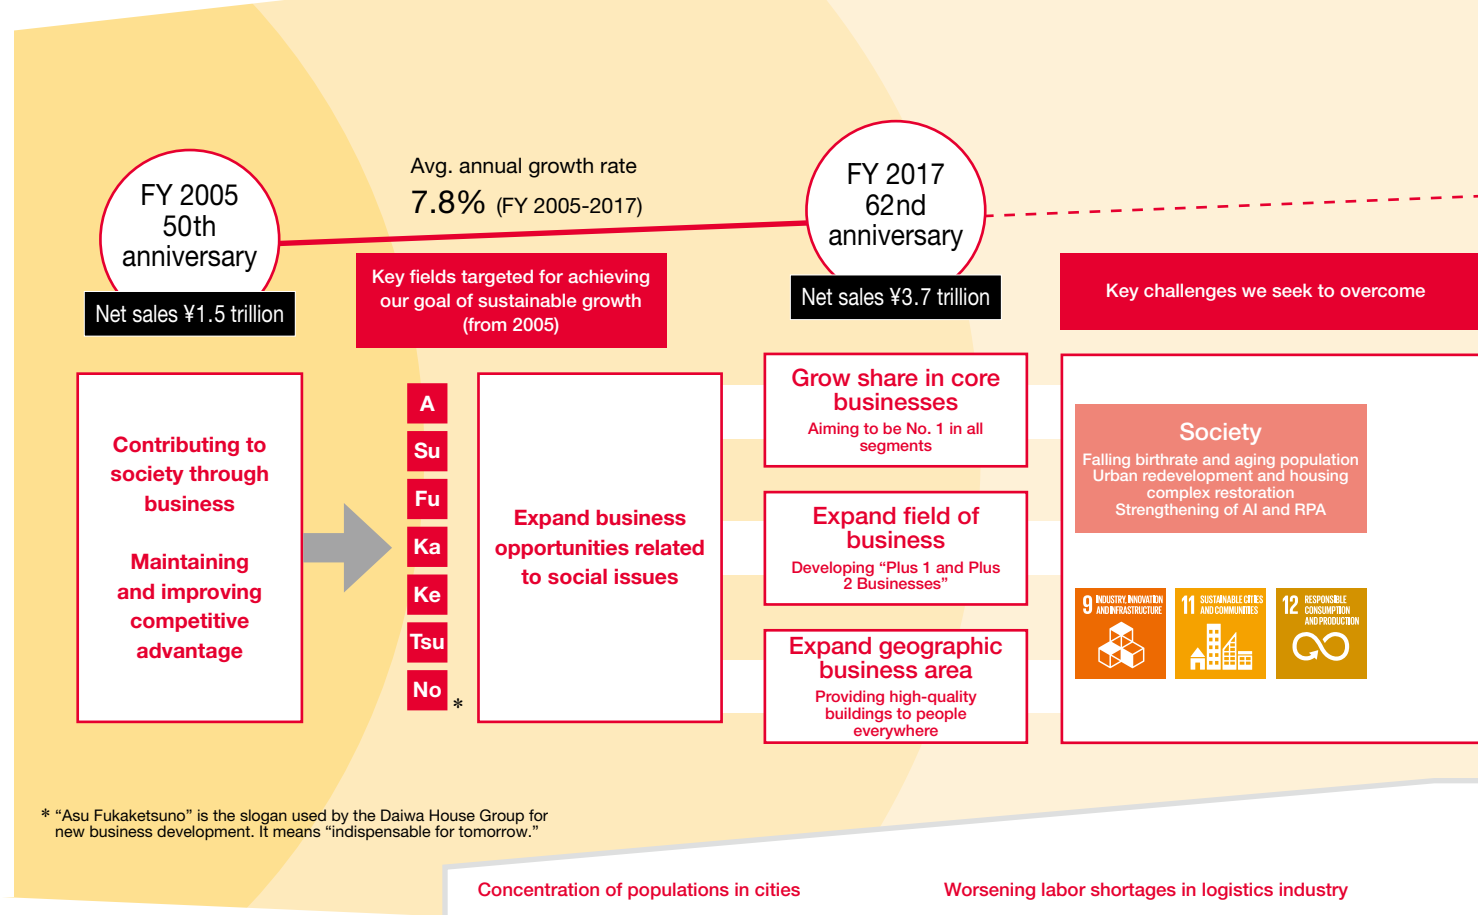 FY 2005
50th
anniversary
Net sales ¥1.5 trillion
Avg. annual growth rate
7.8% (FY 2005-2017)
FY 2017
62nd
anniversary
Net sales ¥3.7 trillion
Key fields targeted for achieving
our goal of sustainable growth
(from 2005)
Key challenges we seek to overcome
Contributing to
society through
business
Maintaining
and improving
competitive
advantage
A
Su
Fu
Ka
Ke
Tsu
No
*
Expand business
opportunities related
to social issues
Grow share in core
businesses
Aiming to be No. 1 in all
segments
Expand field of
business
Developing “Plus 1 and Plus
2 Businesses”
Expand geographic
business area
Providing high-quality
buildings to people
everywhere
Society
Falling birthrate and aging population
Urban redevelopment and housing
complex restoration
Strengthening of AI and RPA
9 INDUSTRY, INNOVATION
AND INFRASTRUCTURE
11 SUSTAINABLE CITIES
AND COMMUNITIES
12 RESPONSIBLE
CONSUMPTION
AND PRODUCTION
* “Asu Fukaketsuno” is the slogan used by the Daiwa House Group for
new business development. It means “indispensable for tomorrow.”
Concentration of populations in cities
Worsening labor shortages in logistics industry